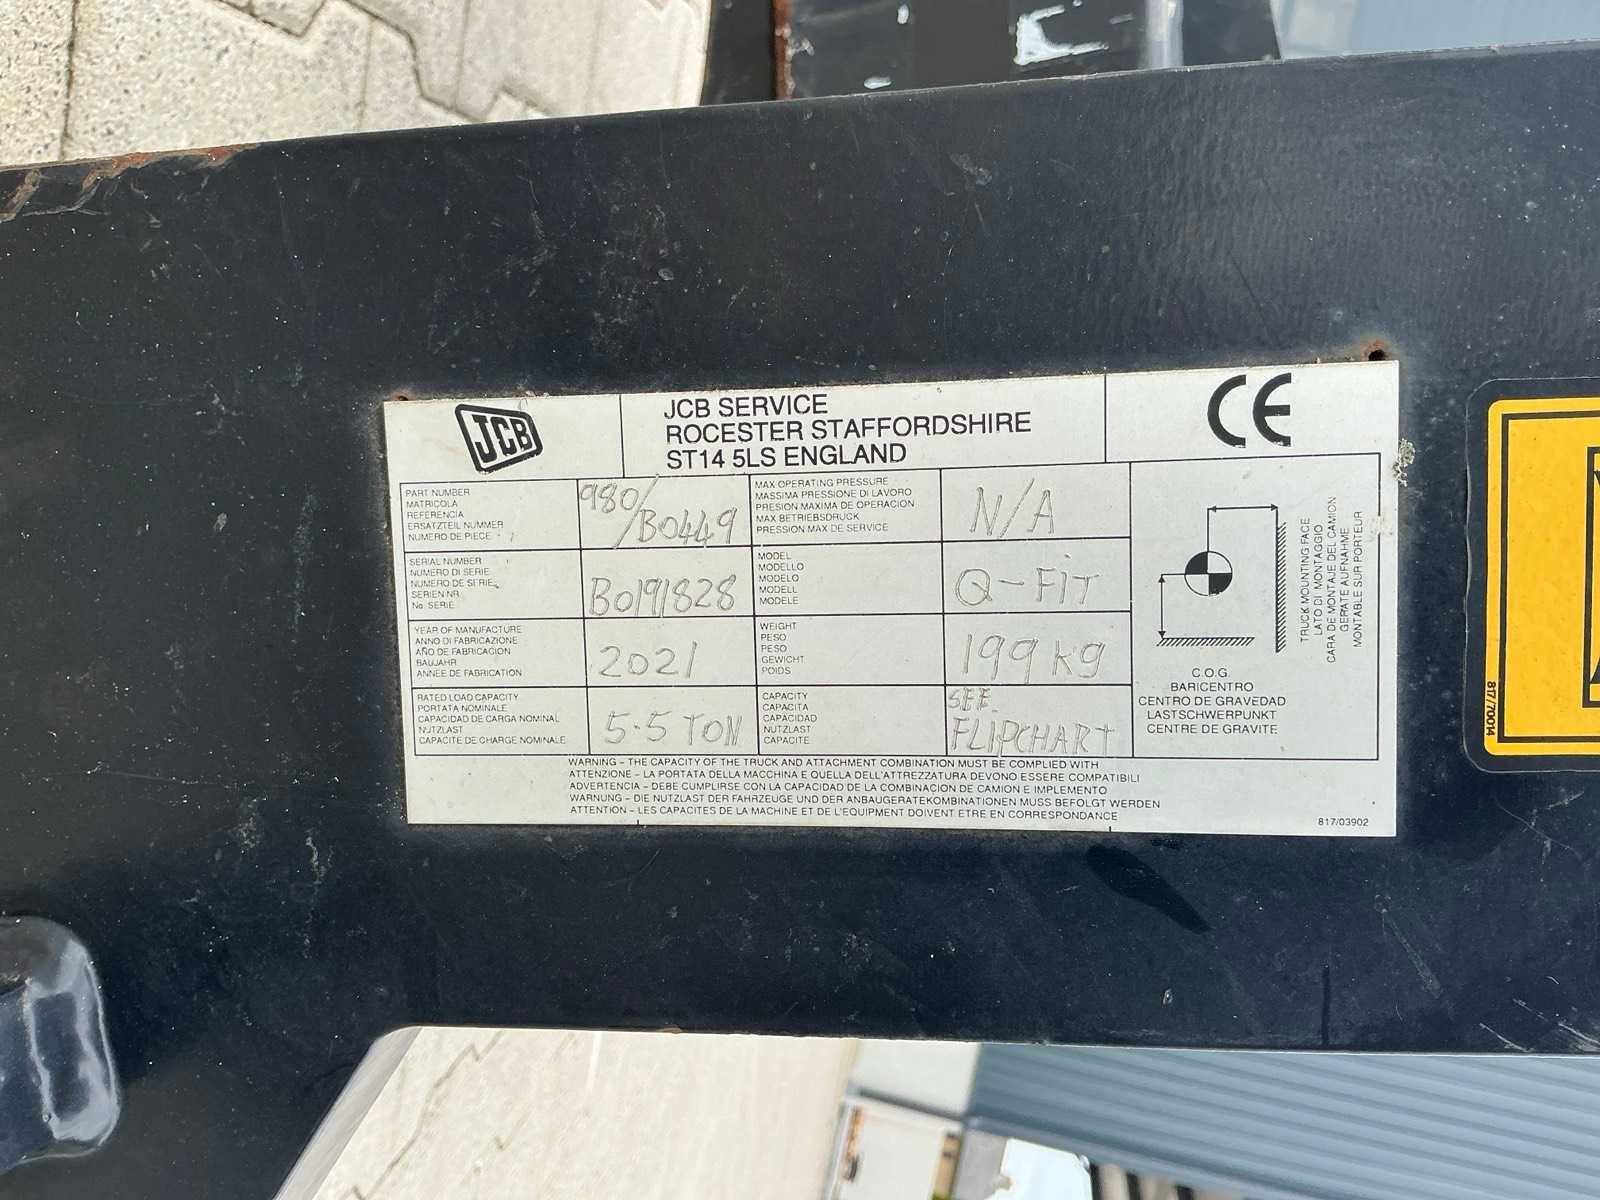 JCB
JCB SERVICE
ROCESTER STAFFORDSHIRE
ST14 5LS ENGLAND
CE
PART NUMBER
MATRICOLA
REFERENCIA
ERSATZTEIL NUMMER
NUMERO DE PIECE
980/
B0449
MAX OPERATING PRESSURE
MASSIMA PRESSIONE DI LAVORO
PRESION MAXIMA DE OPERACION
MAX BETRIEBSDRUCK
PRESSION MAX DE SERVICE
N/A
SERIAL NUMBER
NUMERO DI SERIE
NUMERO DE SERIE
SERIEN NR.
No. SERIE
B0191828
MODEL
MODELLO
MODELO
MODELL
MODELE
Q-FiT
YEAR OF MANUFACTURE
ANNO DI FABRICAZIONE
AÑO DE FABRICACION
BAUJAHR
ANNEE DE FABRICATION
2021
WEIGHT
PESO
PESO
GEWICHT
POIDS
199 kg
RATED LOAD CAPACITY
PORTATA NOMINALE
CAPACIDAD DE CARGA NOMINAL
NUTZLAST
CAPACITE DE CHARGE NOMINALE
5.5 TON
CAPACITY
CAPACITA
CAPACIDAD
NUTZLAST
CAPACITE
SEE
FLIPCHART
TRUCK MOUNTING FACE
LATO DI MONTAGGIO
CARA DE MONTAJE DEL CAMION
GERATE AUFNAHME
MONTABLE SUR PORTEUR
C.O.G.
BARICENTRO
CENTRO DE GRAVEDAD
LASTSCHWERPUNKT
CENTRE DE GRAVITE
WARNING - THE CAPACITY OF THE TRUCK AND ATTACHMENT COMBINATION MUST BE COMPLIED WITH
ATTENZIONE - LA PORTATA DELLA MACCHINA E QUELLA DELL'ATTREZZATURA DEVONO ESSERE COMPATIBILI
ADVERTENCIA - DEBE CUMPLIRSE CON LA CAPACIDAD DE LA COMBINACION DE CAMION E IMPLEMENTO
WARNUNG - DIE NUTZLAST DER FAHRZEUGE UND DER ANBAUGERATEKOMBINATIONEN MUSS BEFOLGT WERDEN
ATTENTION - LES CAPACITES DE LA MACHINE ET DE L'EQUIPMENT DOIVENT ETRE EN CORRESPONDANCE
817/03902
817/70014